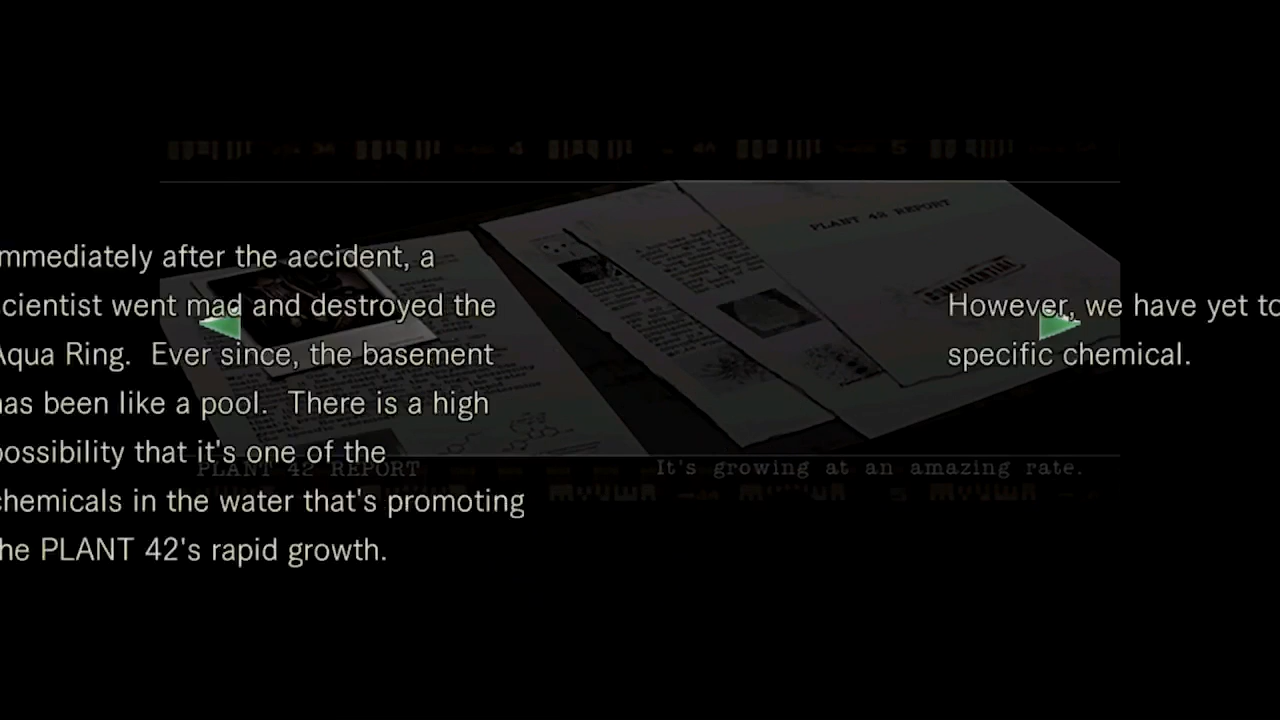 mmediately after the accident, a
cientist went mad and destroyed the
Aqua Ring. Ever since, the basement
has been like a pool. There is a high
possibility that it's one of the
chemicals in the water that's promoting
he PLANT 42's rapid growth.
However, we have yet to
specific chemical.
PLANT 42 REPORT
CONFIDENTIAL
PLANT 42 REPORT
It's growing at an amazing rate.